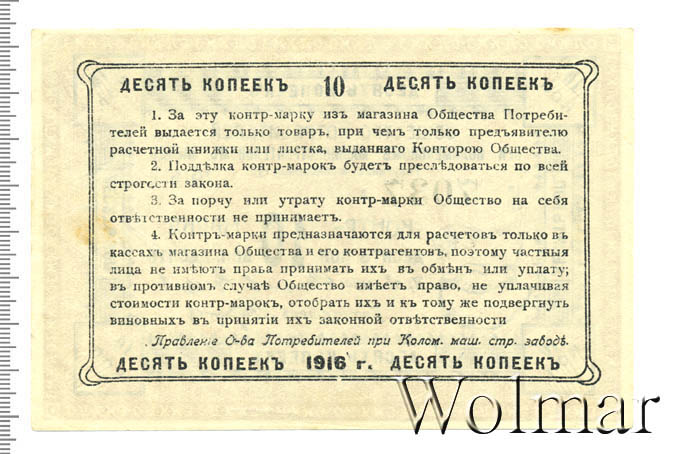 ДЕСЯТЬ КОПЕЕКЪ 10 ДЕСЯТЬ КОПЕЕКЪ
1. За эту контр-марку изъ магазина Общества Потреби-
телей выдается только товаръ, при чемъ только предъявителю
расчетной книжки или листка, выданнаго Конторою Общества.
2. Поддѣлка контр-марокъ будетъ преслѣдоваться по всей
строгости закона.
3. За порчу или утрату контр-марки Общество на себя
отвѣтственности не принимаетъ.
4. Контръ-марки предназначаются для расчетовъ только въ
кассахъ магазина Общества и его контрагентовъ, поэтому частныя
лица не имѣютъ права принимать ихъ въ обмѣнъ или уплату;
въ противномъ случаѣ Общество имѣетъ право, не уплачивая
стоимости контр-марокъ, отобрать ихъ и къ тому же подвергнуть
виновныхъ въ принятіи ихъ законной отвѣтственности
Правленіе О-ва Потребителей при Колом. маш. стр. заводѣ.
ДЕСЯТЬ КОПЕЕКЪ 1916 г. ДЕСЯТЬ КОПЕЕКЪ
Wolmar